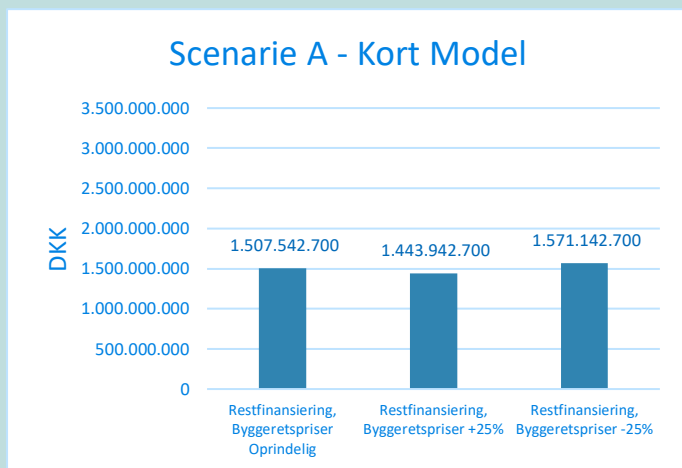 Scenarie A - Kort Model
DKK
3.500.000.000
3.000.000.000
2.500.000.000
2.000.000.000
1.500.000.000
1.000.000.000
500.000.000
0
1.507.542.700
1.443.942.700
1.571.142.700
Restfinansiering,
Byggeretspriser
Oprindelig
Restfinansiering,
Byggeretspriser +25%
Restfinansiering,
Byggeretspriser -25%